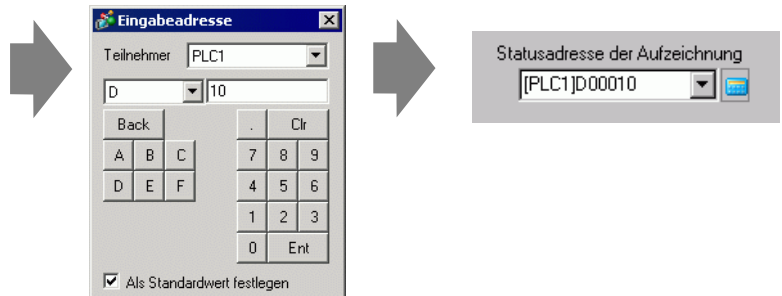 Eingabeadresse
Teilnehmer PLC1
D 10
Back . Clr
A B C 7 8 9
D E F 4 5 6
1 2 3
0 Ent
Als Standardwert festlegen
Statusadresse der Aufzeichnung
[PLC1]D00010